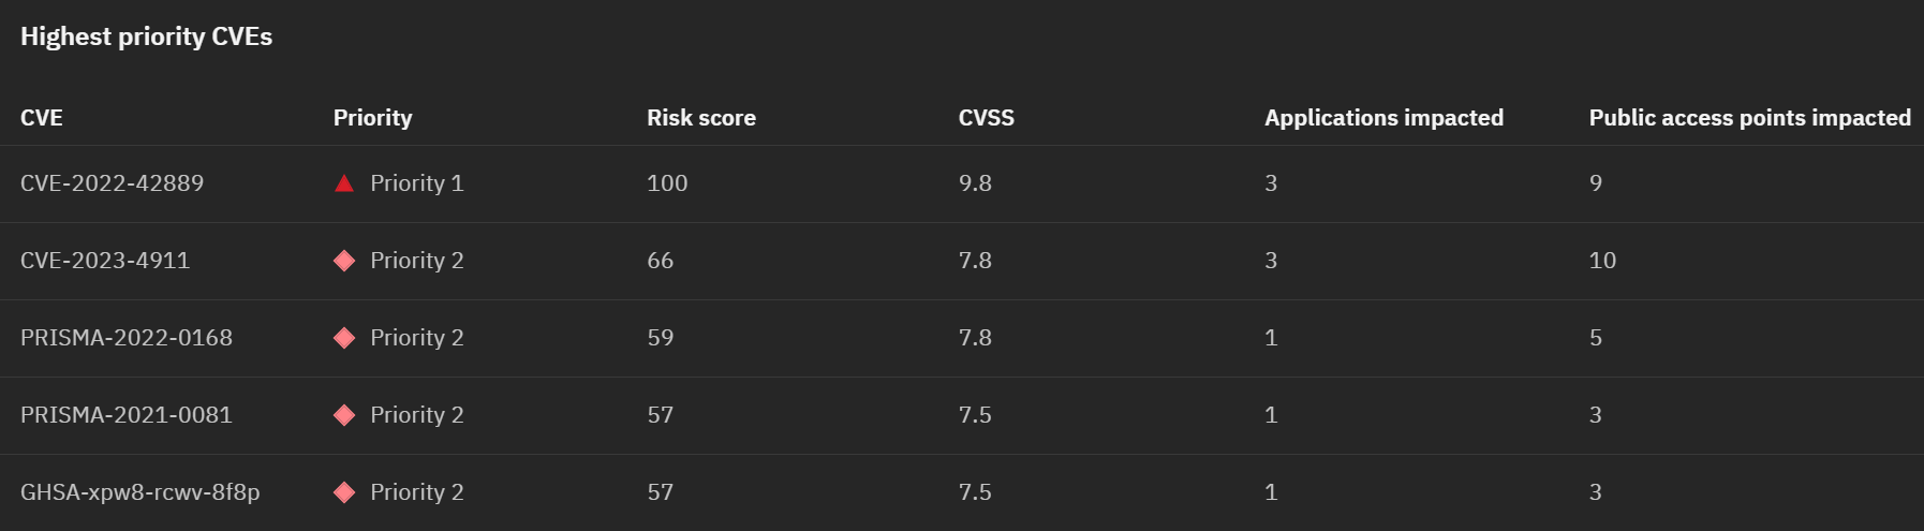 Highest priority CVEs
CVE Priority Risk score CVSS Applications impacted Public access points impacted
CVE-2022-42889 Priority 1 100 9.8 3 9
CVE-2023-4911 Priority 2 66 7.8 3 10
PRISMA-2022-0168 Priority 2 59 7.8 1 5
PRISMA-2021-0081 Priority 2 57 7.5 1 3
GHSA-xpw8-rcwv-8f8p Priority 2 57 7.5 1 3